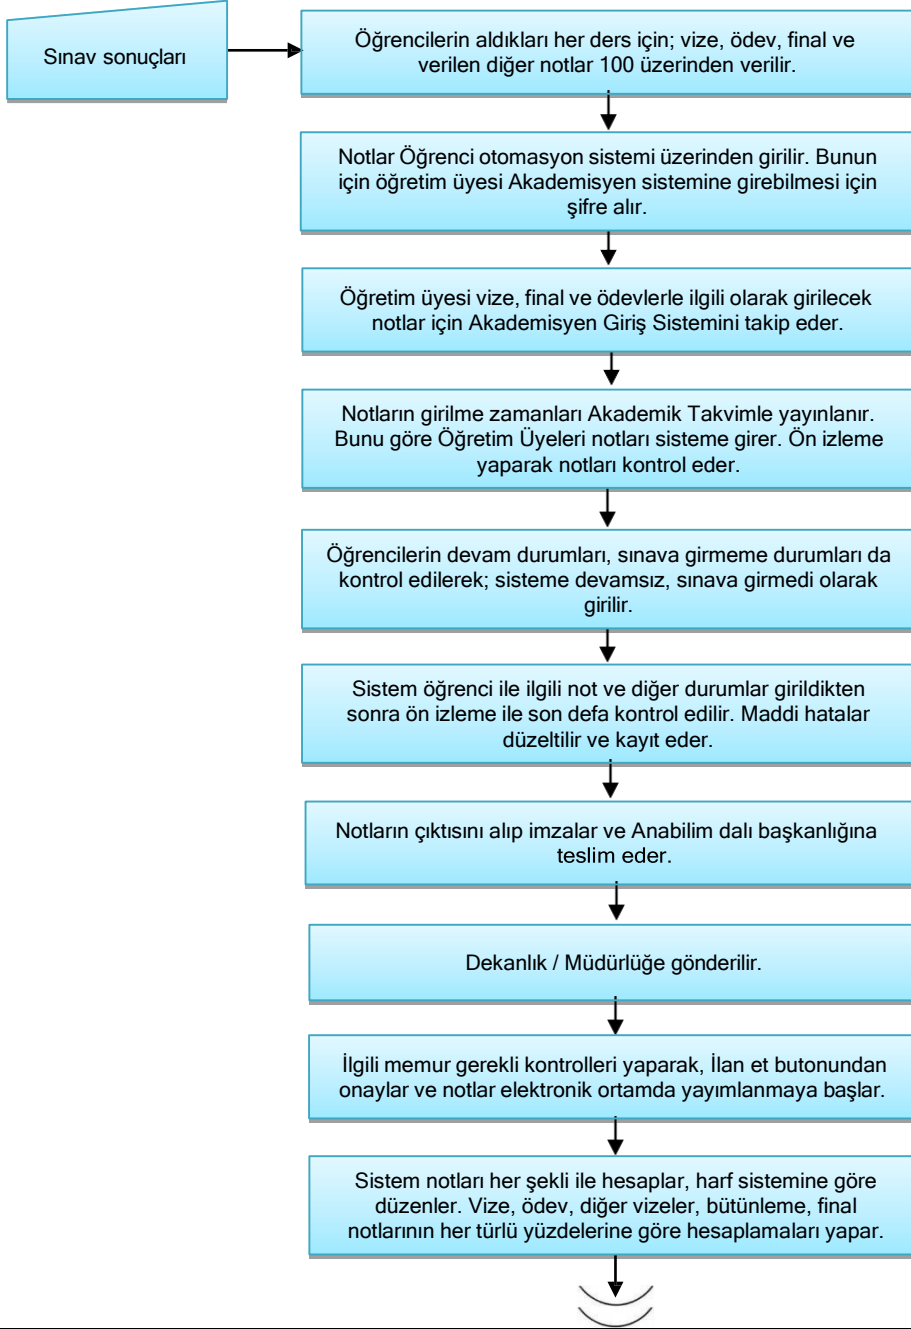 Sınav sonuçları
Öğrencilerin aldıkları her ders için; vize, ödev, final ve
verilen diğer notlar 100 üzerinden verilir.
Notlar Öğrenci otomasyon sistemi üzerinden girilir. Bunun
için öğretim üyesi Akademisyen sistemine girebilmesi için
şifre alır.
Öğretim üyesi vize, final ve ödevlerle ilgili olarak girilecek
notlar için Akademisyen Giriş Sistemini takip eder.
Notların girilme zamanları Akademik Takvimle yayınlanır.
Bunu göre Öğretim Üyeleri notları sisteme girer. Ön izleme
yaparak notları kontrol eder.
Öğrencilerin devam durumları, sınava girmeme durumları da
kontrol edilerek; sisteme devamsız, sınava girmedi olarak
girilir.
Sistem öğrenci ile ilgili not ve diğer durumlar girildikten
sonra ön izleme ile son defa kontrol edilir. Maddi hatalar
düzeltilir ve kayıt eder.
Notların çıktısını alıp imzalar ve Anabilim dalı başkanlığına
teslim eder.
Dekanlık / Müdürlüğe gönderilir.
İlgili memur gerekli kontrolleri yaparak, İlan et butonundan
onaylar ve notlar elektronik ortamda yayımlanmaya başlar.
Sistem notları her şekli ile hesaplar, harf sistemine göre
düzenler. Vize, ödev, diğer vizeler, bütünleme, final
notlarının her türlü yüzdelerine göre hesaplamaları yapar.